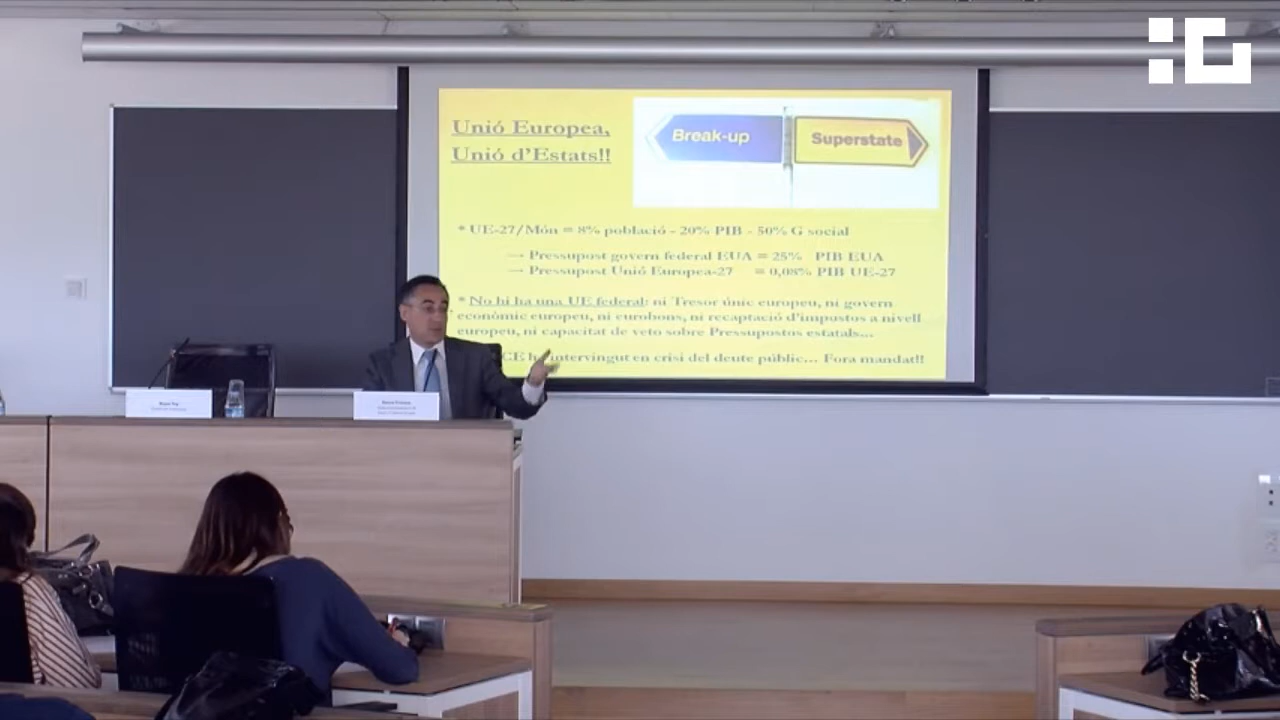 Unió Europea,
Unió d'Estats!!
Break-up
Superstate
* UE-27/Món = 8% població - 20% PIB - 50% G social
→ Pressupost govern federal EUA = 25% PIB EUA
→ Pressupost Unió Europea-27 = 0,08% PIB UE-27
* No hi ha una UE federal: ni Tresor únic europeu, ni govern
econòmic europeu, ni eurobons, ni recaptació d'impostos a nivell
europeu, ni capacitat de veto sobre Pressupostos estatals...
intervingut en crisi del deute públic... Fora mandat!!